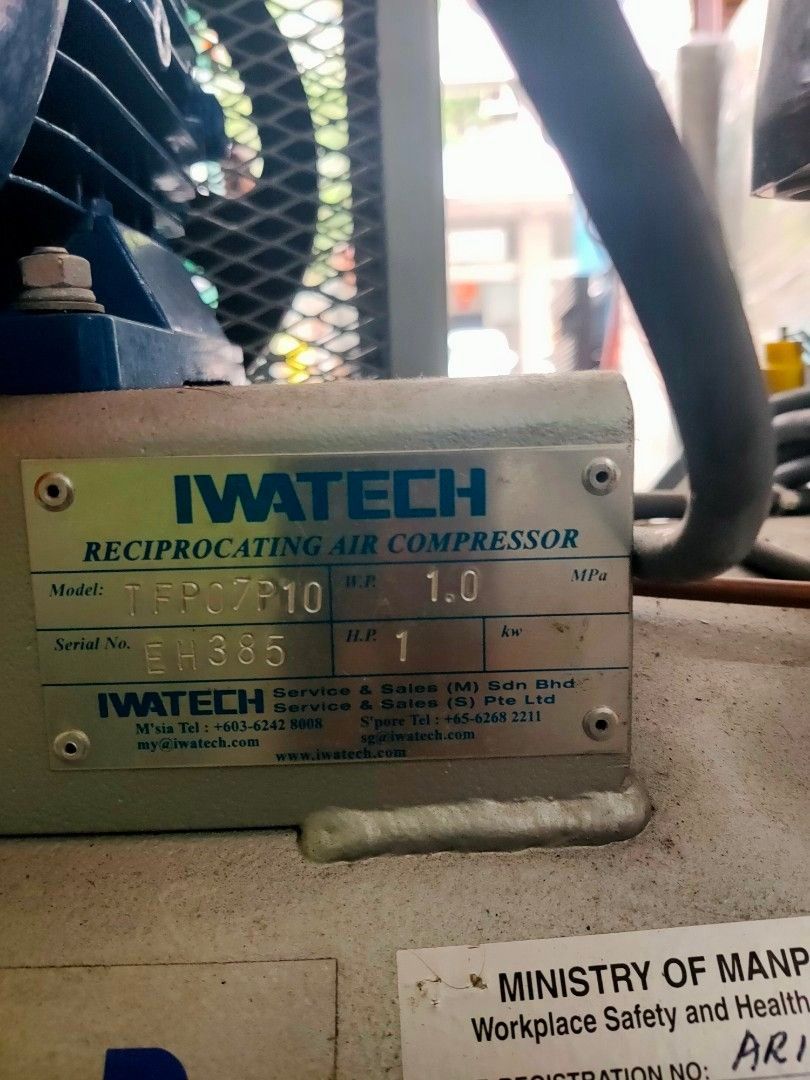 IWATECH
RECIPROCATING AIR COMPRESSOR
Model: TFP07P10 W.P. 1.0 MPa
Serial No. EH385 H.P. 1 kw
IWATECH Service & Sales (M) Sdn Bhd
Service & Sales (S) Pte Ltd
M'sia Tel : +603-6242 8008 S'pore Tel : +65-6268 2211
my@iwatech.com sg@iwatech.com
www.iwatech.com
MINISTRY OF MANP
Workplace Safety and Health
REGISTRATION NO: